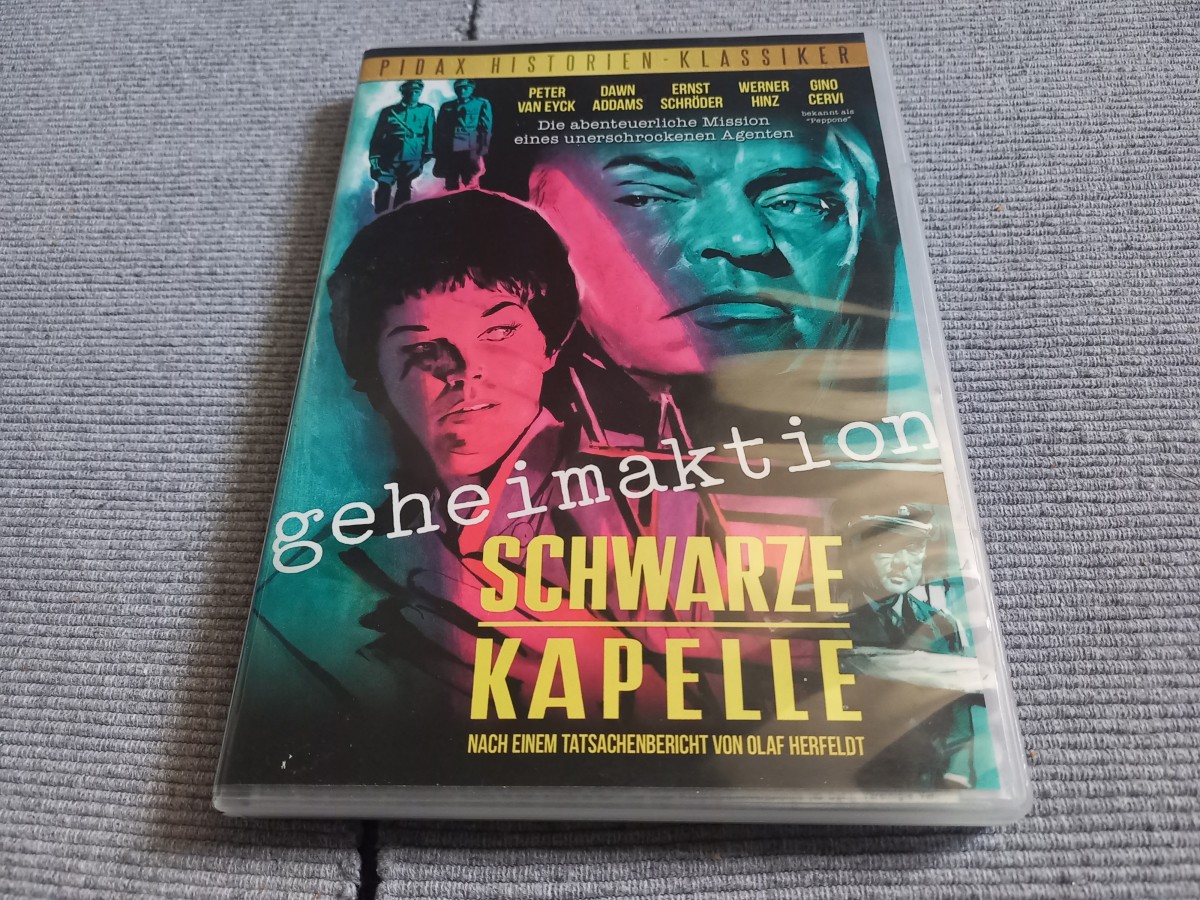 PIDAX HISTORIEN-KLASSIKER
PETER VAN EYCK
DAWN ADDAMS
ERNST SCHRÖDER
WERNER HINZ
GINO CERVI
bekannt als "Peppone"
Die abenteuerliche Mission
eines unerschrockenen Agenten
geheimaktion
SCHWARZE
KAPELLE
NACH EINEM TATSACHENBERICHT VON OLAF HERFELDT